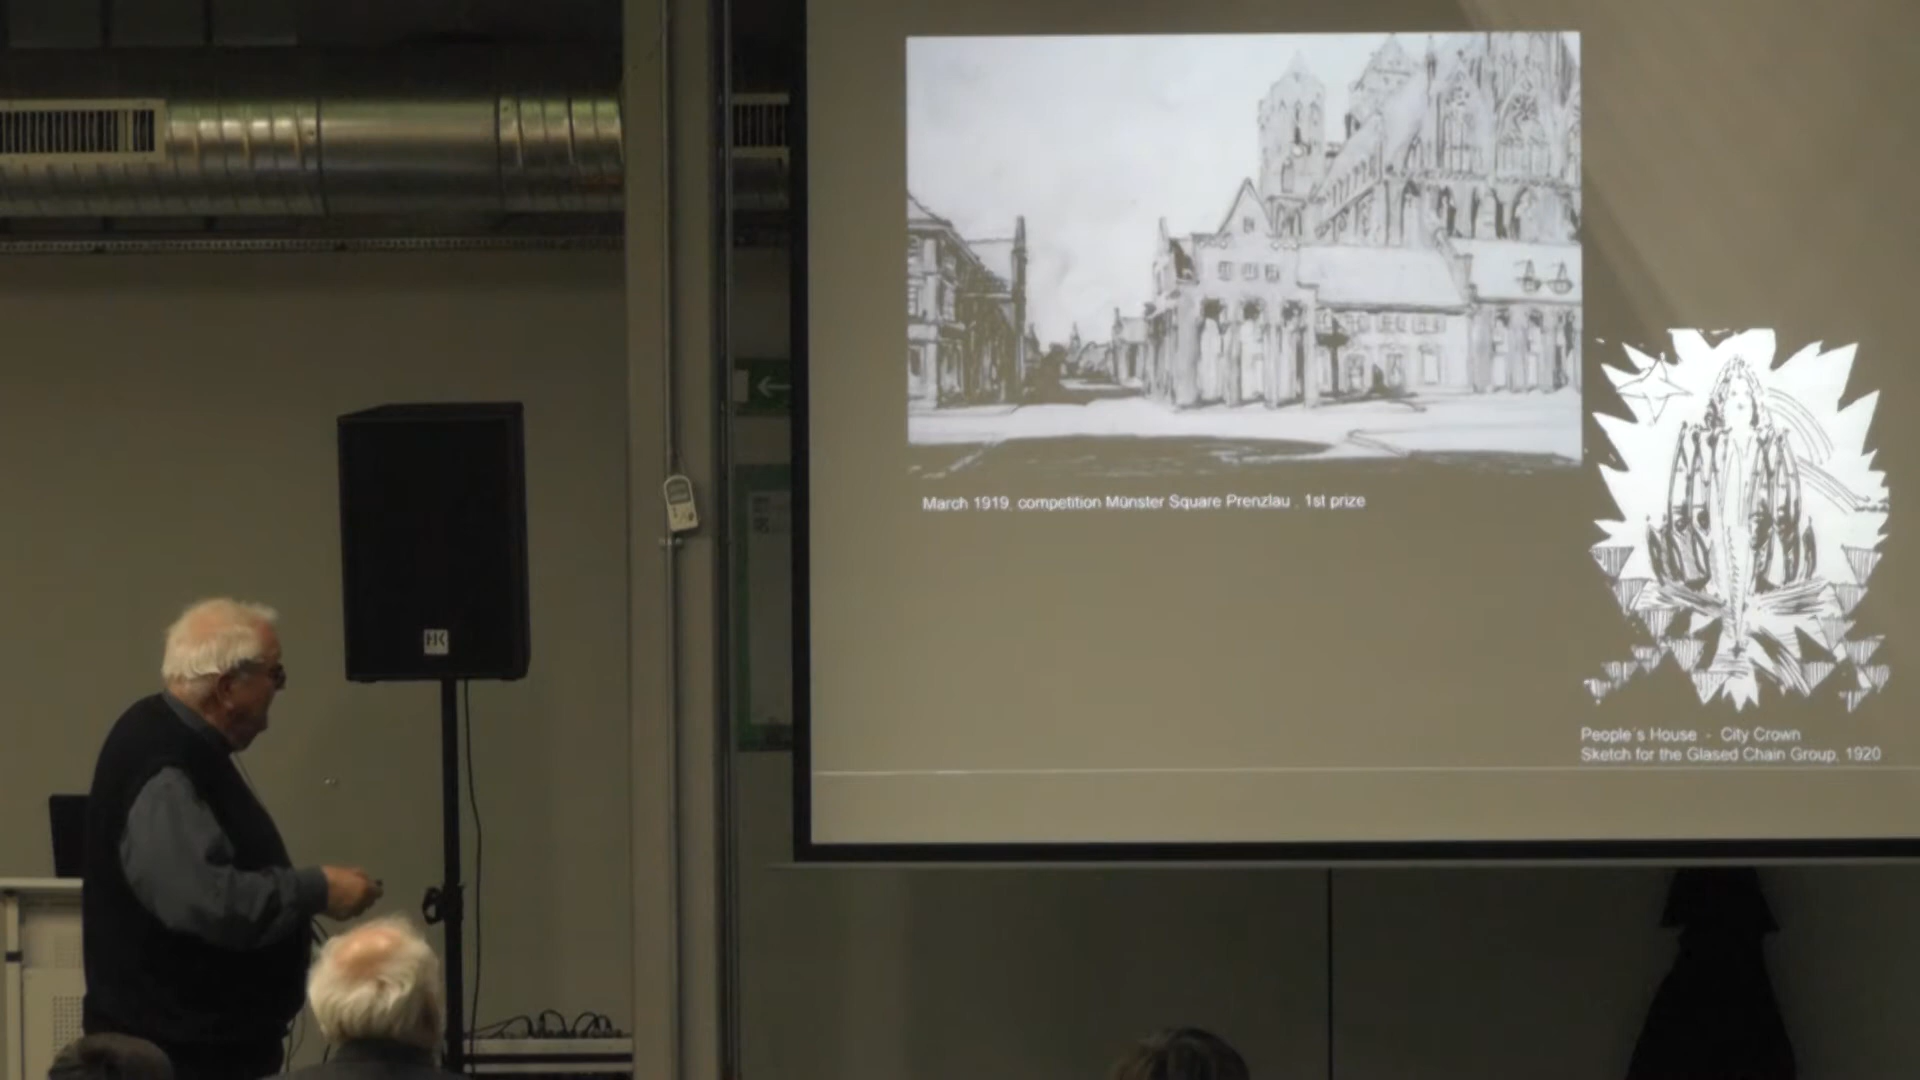 March 1919, competition Münster Square Prenzlau , 1st prize
People´s House - City Crown
Sketch for the Glased Chain Group, 1920
HK